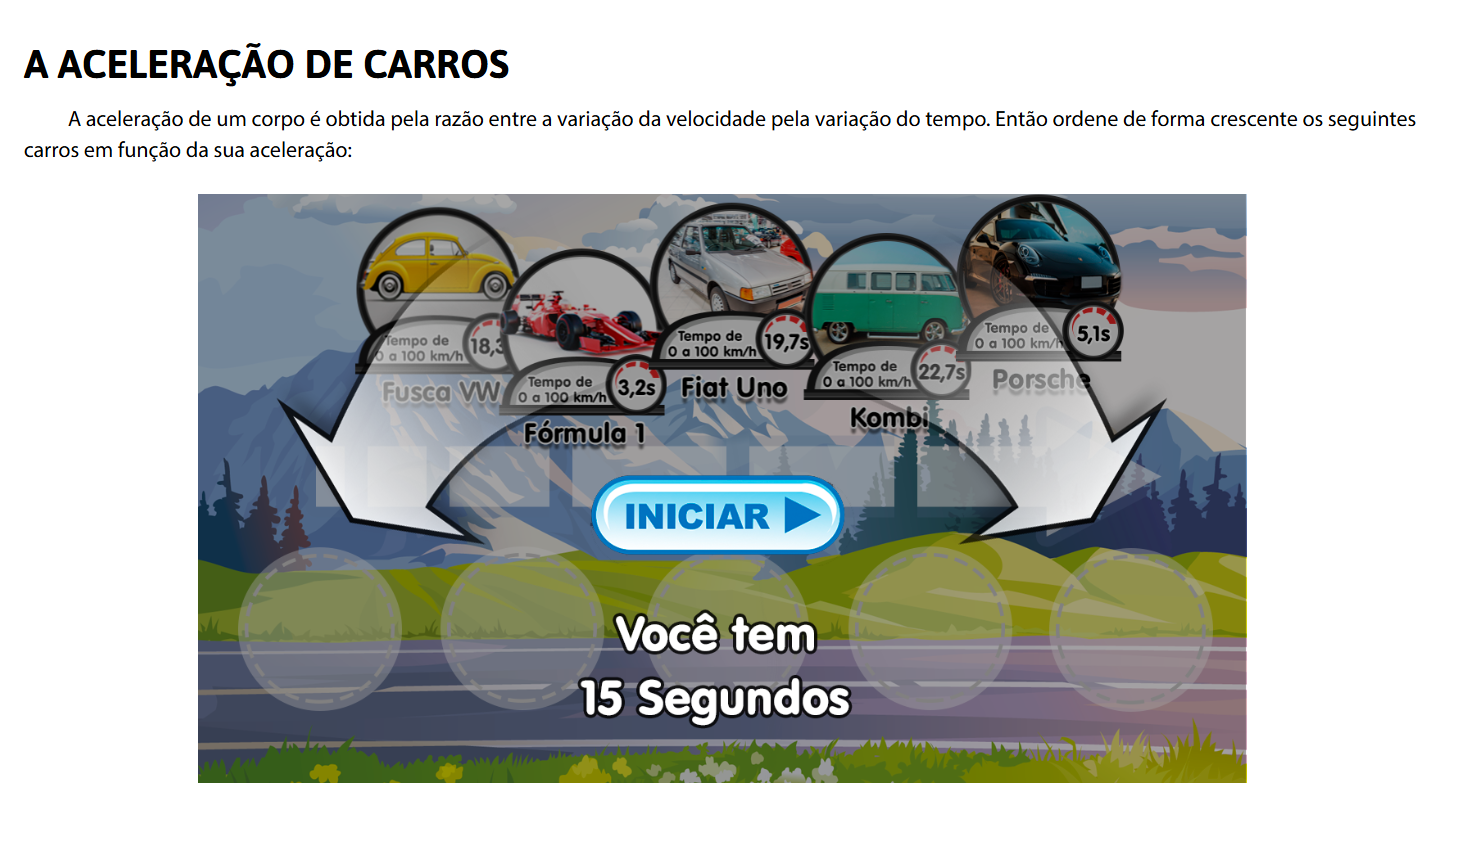 A ACELERAÇÃO DE CARROS
A aceleração de um corpo é obtida pela razão entre a variação da velocidade pela variação do tempo. Então ordene de forma crescente os seguintes
carros em função da sua aceleração:
Tempo de
0 a 100 km/h
18,3
Fusca VW
Tempo de
0 a 100 km/h
3,2s
Fórmula 1
Tempo de
0 a 100 km/h
19,7s
Fiat Uno
Tempo de
0 a 100 km/h
22,7s
Kombi
Tempo de
0 a 100 km/h
5,1s
Porsche
INICIAR
Você tem
15 Segundos